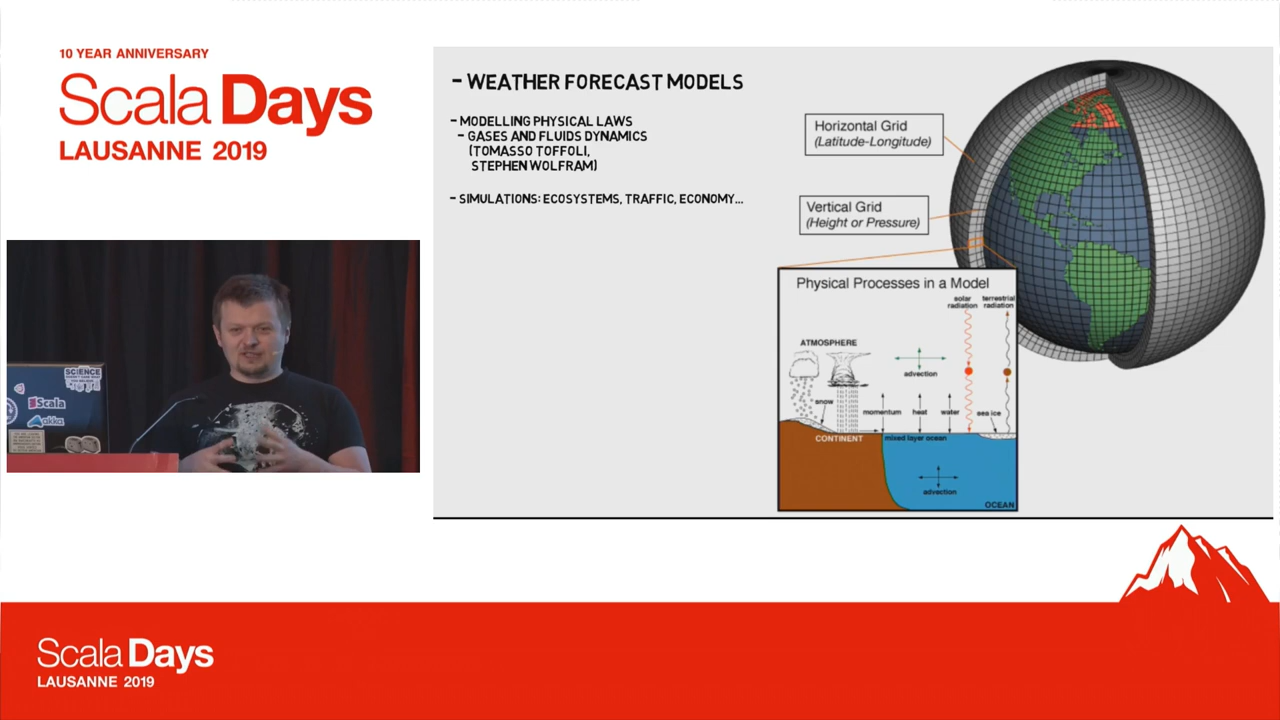 10 YEAR ANNIVERSARY
Scala Days
LAUSANNE 2019
SCIENCE
Scala
akka
- WEATHER FORECAST MODELS
- MODELLING PHYSICAL LAWS
- GASES AND FLUIDS DYNAMICS
(TOMASSO TOFFOLI,
STEPHEN WOLFRAM)
- SIMULATIONS: ECOSYSTEMS, TRAFFIC, ECONOMY...
Horizontal Grid
(Latitude-Longitude)
Vertical Grid
(Height or Pressure)
Physical Processes in a Model
solar
radiation
terrestrial
radiation
ATMOSPHERE
advection
snow
momentum
heat
water
sea ice
CONTINENT
mixed layer ocean
advection
OCEAN
Scala Days
LAUSANNE 2019